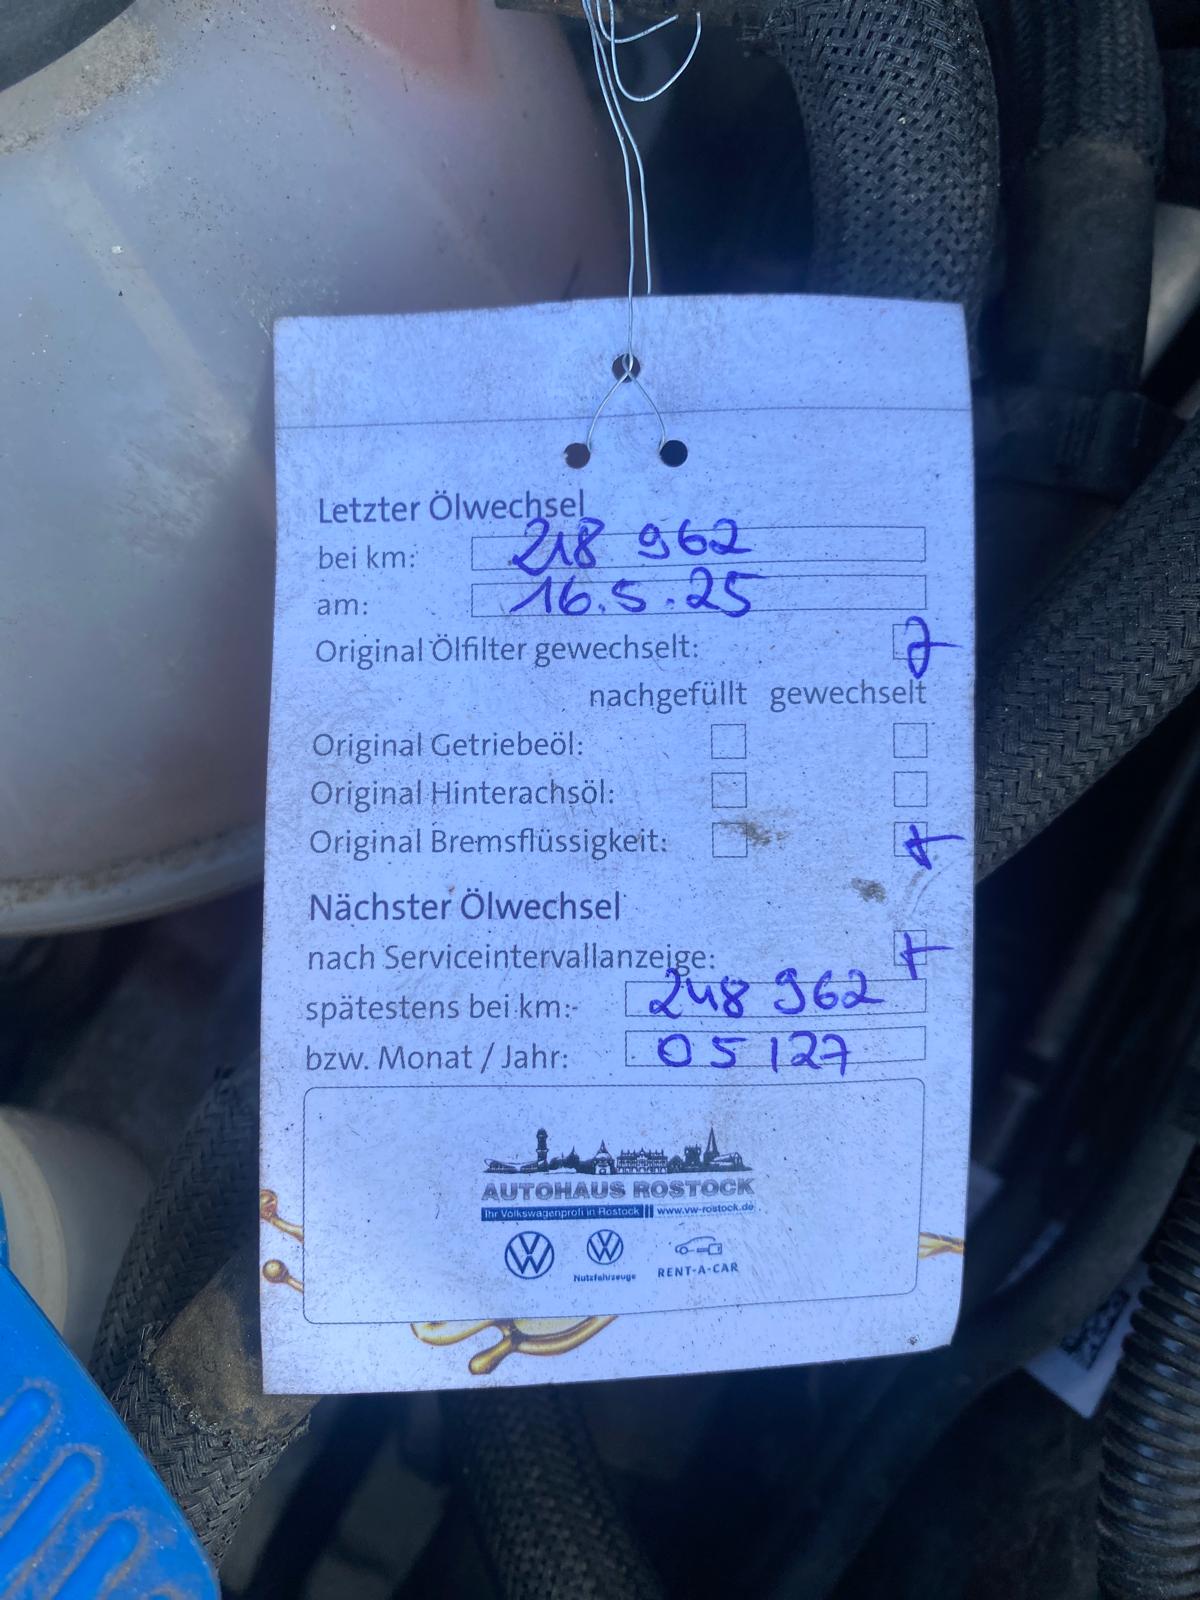 Letzter Ölwechsel
bei km: 218 962
am: 16.5.25
Original Ölfilter gewechselt:
nachgefüllt gewechselt
Original Getriebeöl:
Original Hinterachsöl:
Original Bremsflüssigkeit:
Nächster Ölwechsel
nach Serviceintervallanzeige:
spätestens bei km:- 248 962
bzw. Monat / Jahr: 05 127
AUTOHAUS ROSTOCK
Ihr Volkswagenprofi in Rostock www.vw-rostock.de
Nutzfahrzeuge
RENT-A-CAR